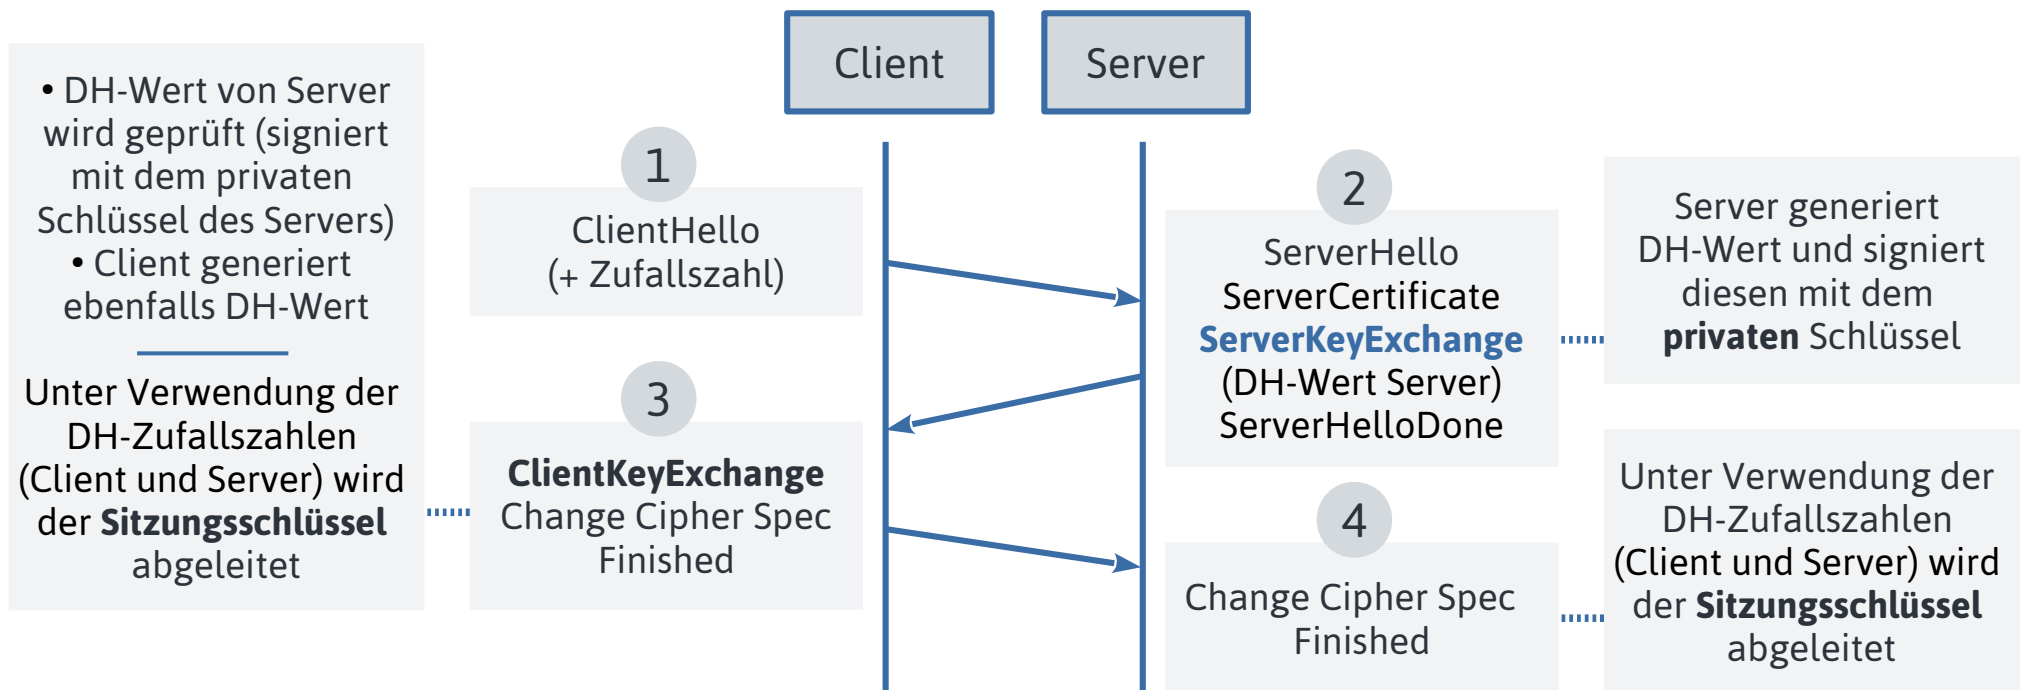 Client
Server
• DH-Wert von Server
wird geprüft (signiert
mit dem privaten
Schlüssel des Servers)
• Client generiert
ebenfalls DH-Wert
Unter Verwendung der
DH-Zufallszahlen
(Client und Server) wird
der Sitzungsschlüssel
abgeleitet
1
ClientHello
(+ Zufallszahl)
2
ServerHello
ServerCertificate
ServerKeyExchange
(DH-Wert Server)
ServerHelloDone
Server generiert
DH-Wert und signiert
diesen mit dem
privaten Schlüssel
3
ClientKeyExchange
Change Cipher Spec
Finished
4
Change Cipher Spec
Finished
Unter Verwendung der
DH-Zufallszahlen
(Client und Server) wird
der Sitzungsschlüssel
abgeleitet